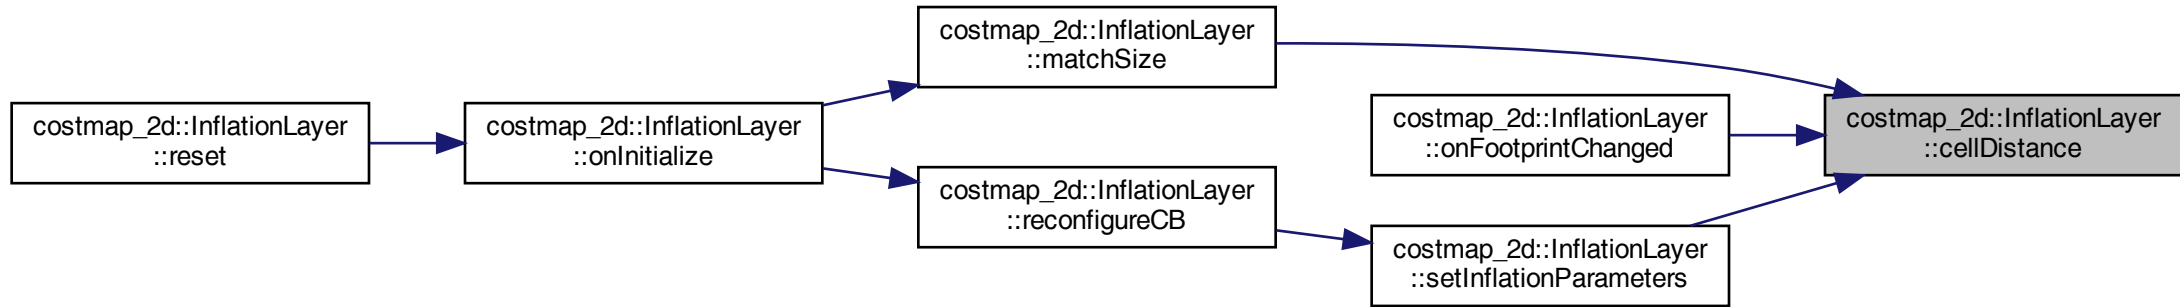 costmap_2d::InflationLayer
::reset
costmap_2d::InflationLayer
::onInitialize
costmap_2d::InflationLayer
::matchSize
costmap_2d::InflationLayer
::reconfigureCB
costmap_2d::InflationLayer
::onFootprintChanged
costmap_2d::InflationLayer
::setInflationParameters
costmap_2d::InflationLayer
::cellDistance